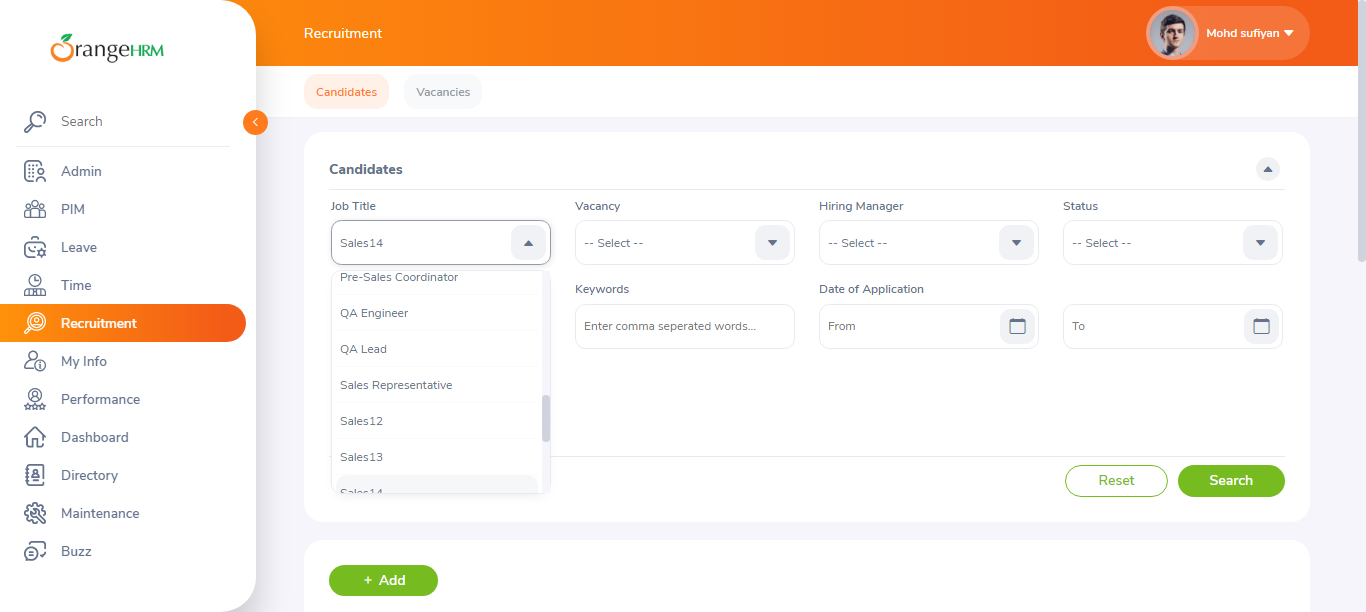 OrangeHRM
Search
Admin
PIM
Leave
Time
Recruitment
My Info
Performance
Dashboard
Directory
Maintenance
Buzz
Recruitment
Mohd sufiyan
Candidates
Vacancies
Candidates
Job Title
Vacancy
Hiring Manager
Status
Sales14
-- Select --
-- Select --
-- Select --
Pre-Sales Coordinator
QA Engineer
QA Lead
Sales Representative
Sales12
Sales13
Sales14
Keywords
Date of Application
Enter comma seperated words...
From
To
Reset
Search
+ Add